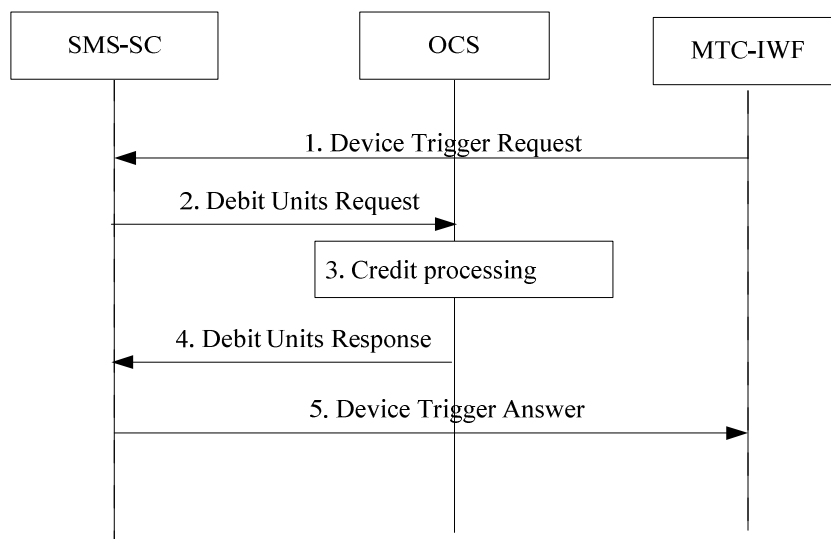 SMS-SC
OCS
MTC-IWF
1. Device Trigger Request
2. Debit Units Request
3. Credit processing
4. Debit Units Response
5. Device Trigger Answer